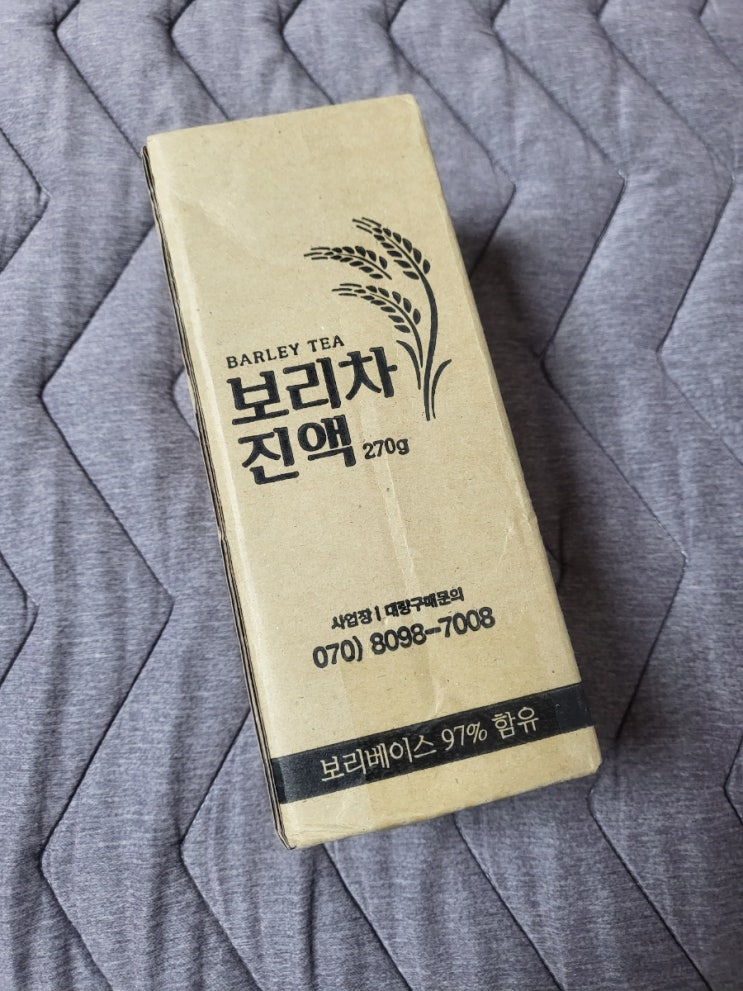 BARLEY TEA
보리차
진액 270g
사업장 | 대량구매문의
070) 8098-7008
보리베이스 97% 함유